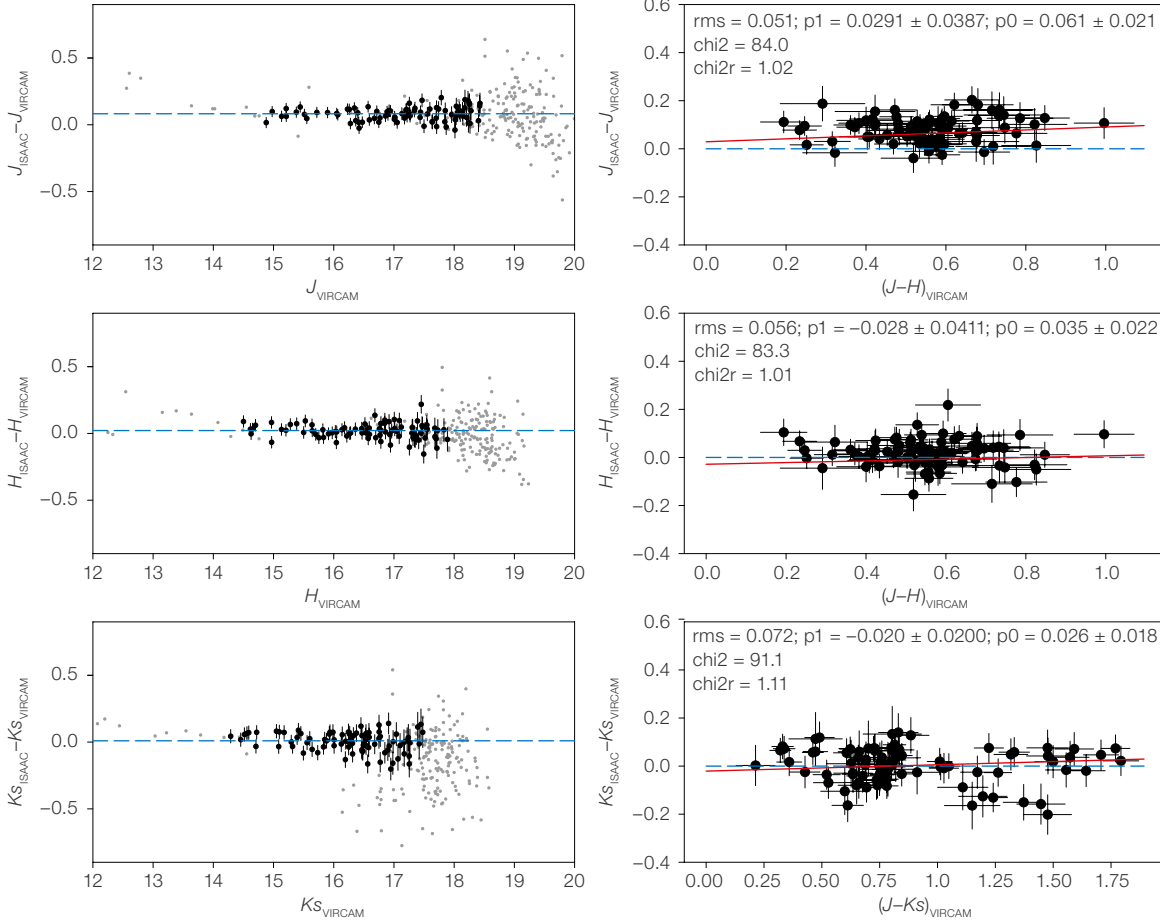 0.5
0.0
−0.5
J_ISAAC−J_VIRCAM
12 13 14 15 16 17 18 19 20
J_VIRCAM
rms = 0.051; p1 = 0.0291 ± 0.0387; p0 = 0.061 ± 0.021
chi2 = 84.0
chi2r = 1.02
0.6
0.4
0.2
0.0
−0.2
−0.4
J_ISAAC−J_VIRCAM
0.0 0.2 0.4 0.6 0.8 1.0
(J−H)_VIRCAM
0.5
0.0
−0.5
H_ISAAC−H_VIRCAM
12 13 14 15 16 17 18 19 20
H_VIRCAM
rms = 0.056; p1 = −0.028 ± 0.0411; p0 = 0.035 ± 0.022
chi2 = 83.3
chi2r = 1.01
0.6
0.4
0.2
0.0
−0.2
−0.4
H_ISAAC−H_VIRCAM
0.0 0.2 0.4 0.6 0.8 1.0
(J−H)_VIRCAM
0.5
0.0
−0.5
Ks_ISAAC−Ks_VIRCAM
12 13 14 15 16 17 18 19 20
Ks_VIRCAM
rms = 0.072; p1 = −0.020 ± 0.0200; p0 = 0.026 ± 0.018
chi2 = 91.1
chi2r = 1.11
0.6
0.4
0.2
0.0
−0.2
−0.4
Ks_ISAAC−Ks_VIRCAM
0.00 0.25 0.50 0.75 1.0 1.25 1.50 1.75
(J−Ks)_VIRCAM